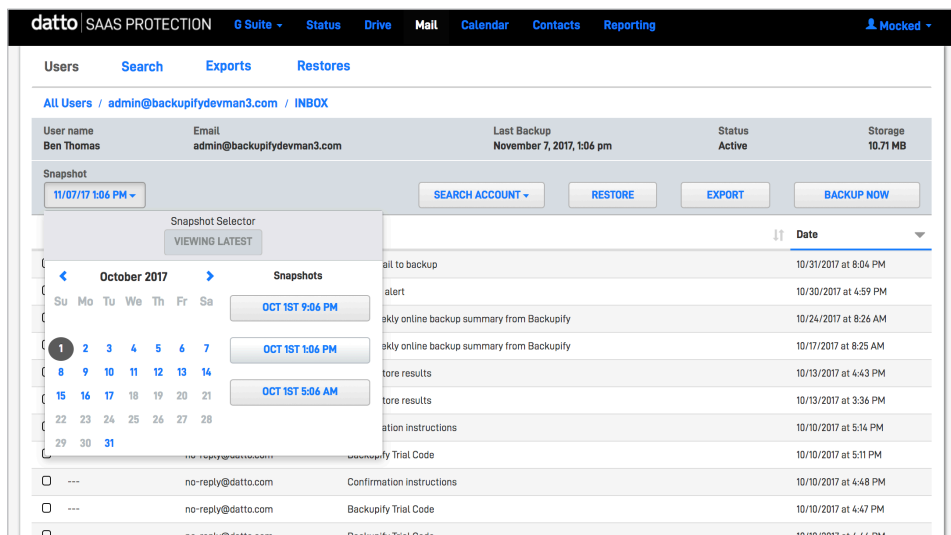 datto | SAAS PROTECTION G Suite Status Drive Mail Calendar Contacts Reporting Mocked
Users Search Exports Restores
All Users / admin@backupifydevman3.com / INBOX
User name Email Last Backup Status Storage
Ben Thomas admin@backupifydevman3.com November 7, 2017, 1:06 pm Active 10.71 MB
Snapshot
11/07/17 1:06 PM SEARCH ACCOUNT RESTORE EXPORT BACKUP NOW
Snapshot Selector
VIEWING LATEST
Date
October 2017 Snapshots
Su Mo Tu We Th Fr Sa
1 2 3 4 5 6 7
8 9 10 11 12 13 14
15 16 17 18 19 20 21
22 23 24 25 26 27 28
29 30 31
OCT 1ST 9:06 PM
OCT 1ST 1:06 PM
OCT 1ST 5:06 AM
ail to backup 10/31/2017 at 8:04 PM
alert 10/30/2017 at 4:59 PM
ekly online backup summary from Backupify 10/24/2017 at 8:26 AM
ekly online backup summary from Backupify 10/17/2017 at 8:25 AM
tore results 10/13/2017 at 4:43 PM
tore results 10/13/2017 at 3:36 PM
ation instructions 10/10/2017 at 5:14 PM
no-reply@datto.com Backupify Trial Code 10/10/2017 at 5:11 PM
--- no-reply@datto.com Confirmation instructions 10/10/2017 at 4:48 PM
--- no-reply@datto.com Backupify Trial Code 10/10/2017 at 4:47 PM
no-reply@datto.com Backupify Trial Code